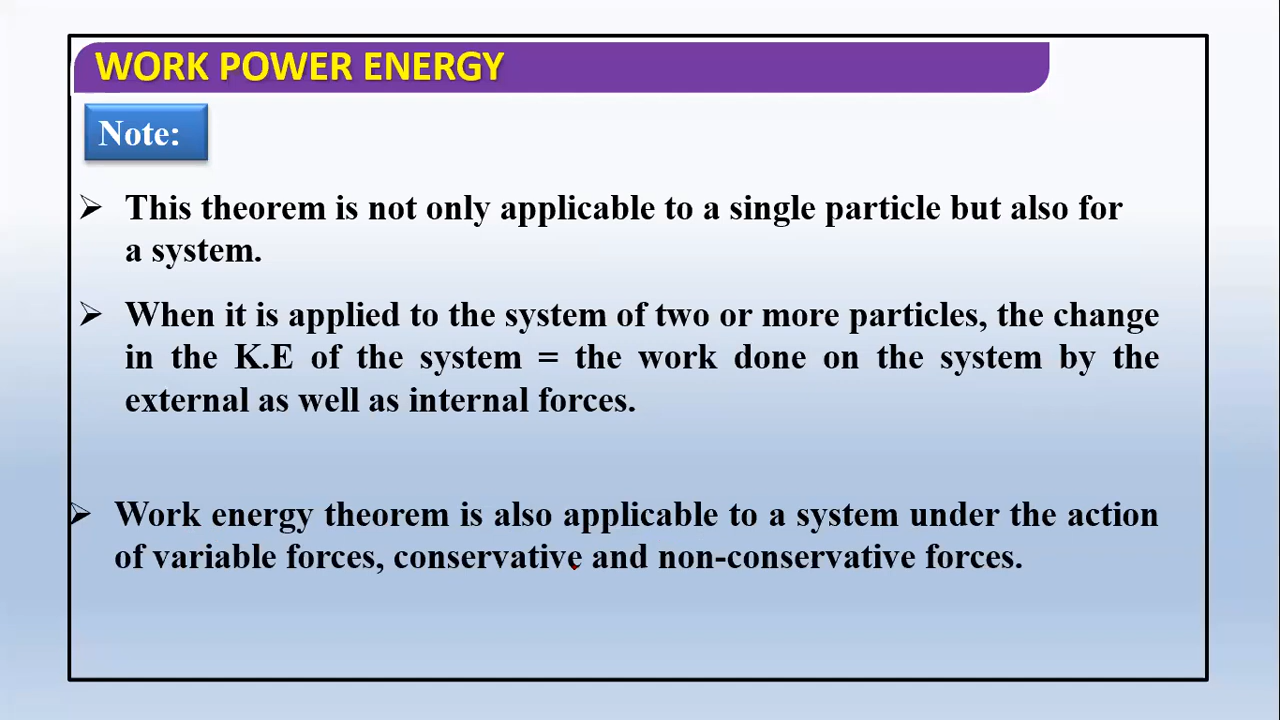 WORK POWER ENERGY
Note:
This theorem is not only applicable to a single particle but also for
a system.
When it is applied to the system of two or more particles, the change
in the K.E of the system = the work done on the system by the
external as well as internal forces.
Work energy theorem is also applicable to a system under the action
of variable forces, conservative and non-conservative forces.